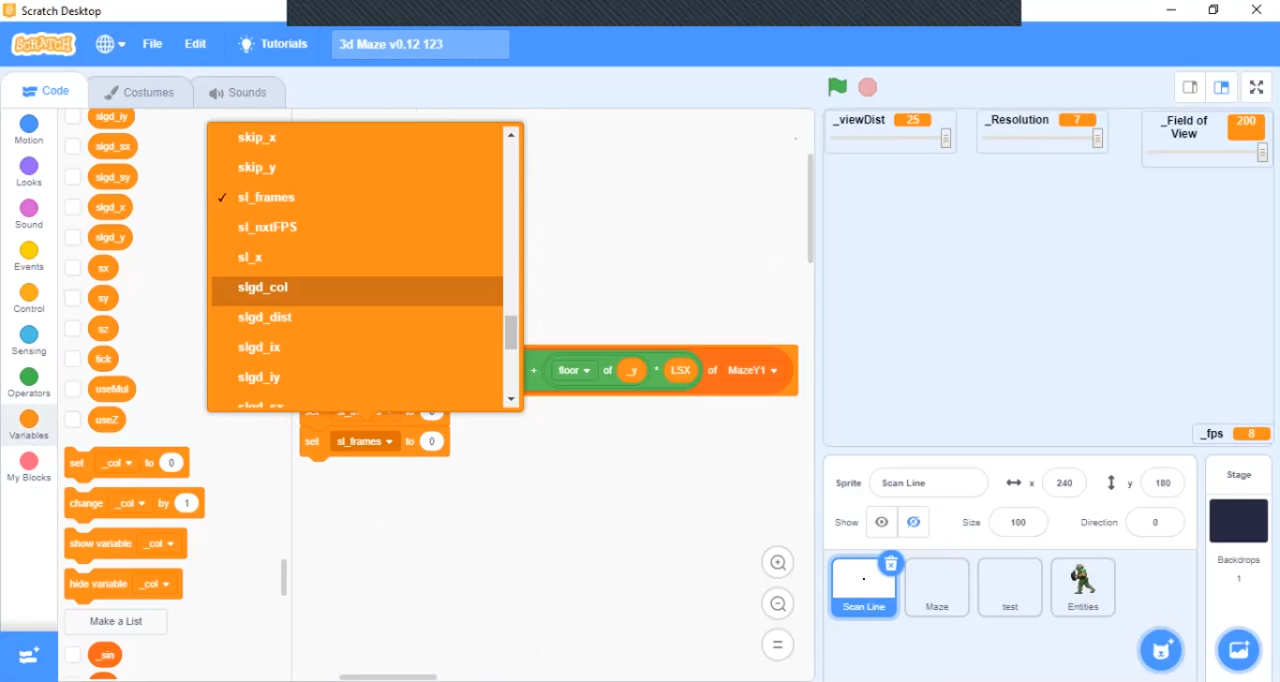 Scratch Desktop
SCRATCH
File
Edit
Tutorials
3d Maze v0.12 123
Code
Costumes
Sounds
Motion
Looks
Sound
Events
Control
Sensing
Operators
Variables
My Blocks
slgd_iy
slgd_sx
slgd_sy
slgd_x
slgd_y
sx
sy
sz
tick
useMul
useZ
set _col to 0
change _col by 1
show variable _col
hide variable _col
Make a List
_sin
skip_x
skip_y
✓ sl_frames
sl_nxtFPS
sl_x
slgd_col
slgd_dist
slgd_ix
slgd_iy
+ floor of _y * LSX of MazeY1
set sl_frames to 0
_viewDist 25
_Resolution 7
_Field of View 200
_fps 8
Sprite Scan Line x 240 y 180
Show Size 100 Direction 0
Scan Line
Maze
test
Entities
Stage
Backdrops
1